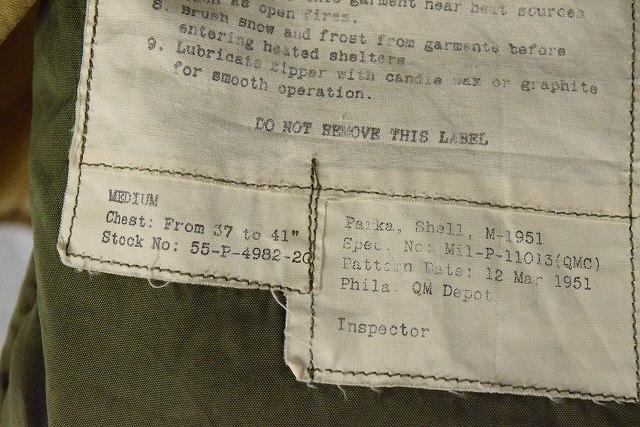 as open fires.
this garment near heat sources
8. Brush snow and frost from garments before
entering heated shelters
9. Lubricate zipper with candle wax or graphite
for smooth operation.
DO NOT REMOVE THIS LABEL
MEDIUM
Chest: From 37 to 41"
Stock No: 55-P-4982-20
Parka, Shell, M-1951
Spec. No: Mil-P-11013(QMC)
Pattern Date: 12 Mar 1951
Phila. QM Depot
Inspector